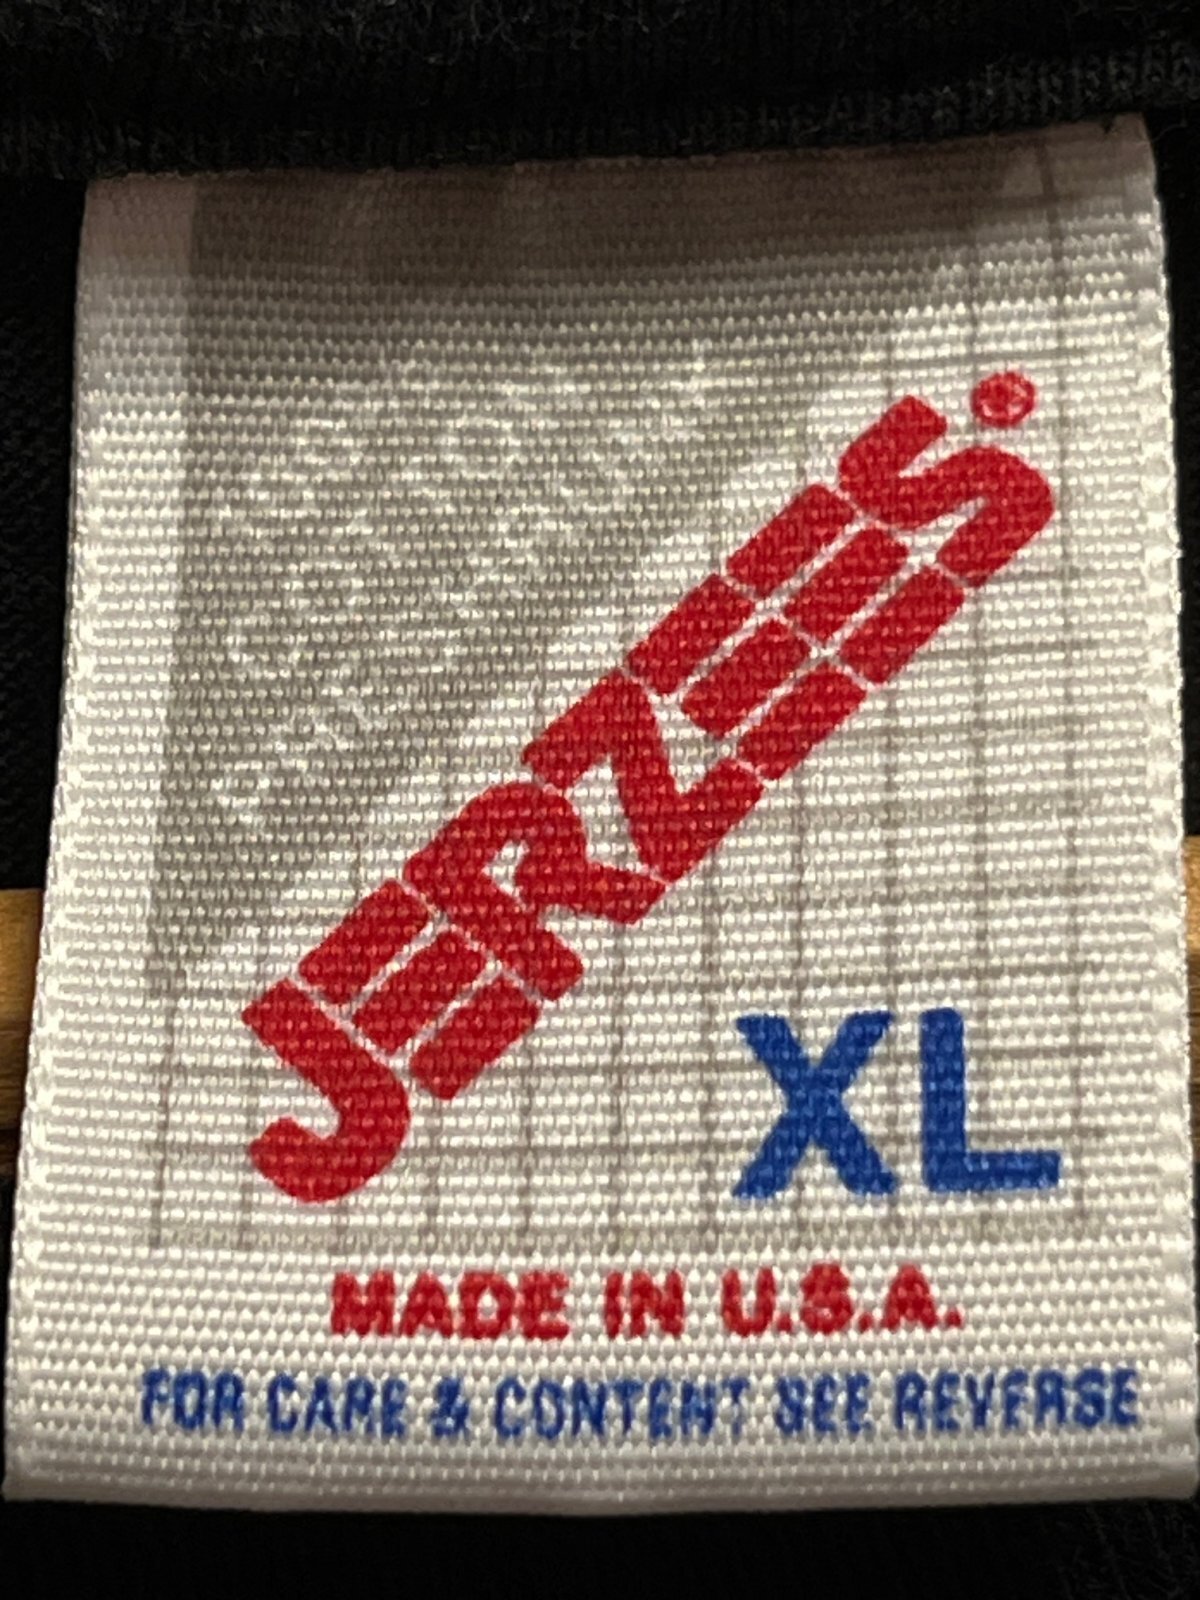 JERZEES®
XL
MADE IN U.S.A.
FOR CARE & CONTENT SEE REVERSE